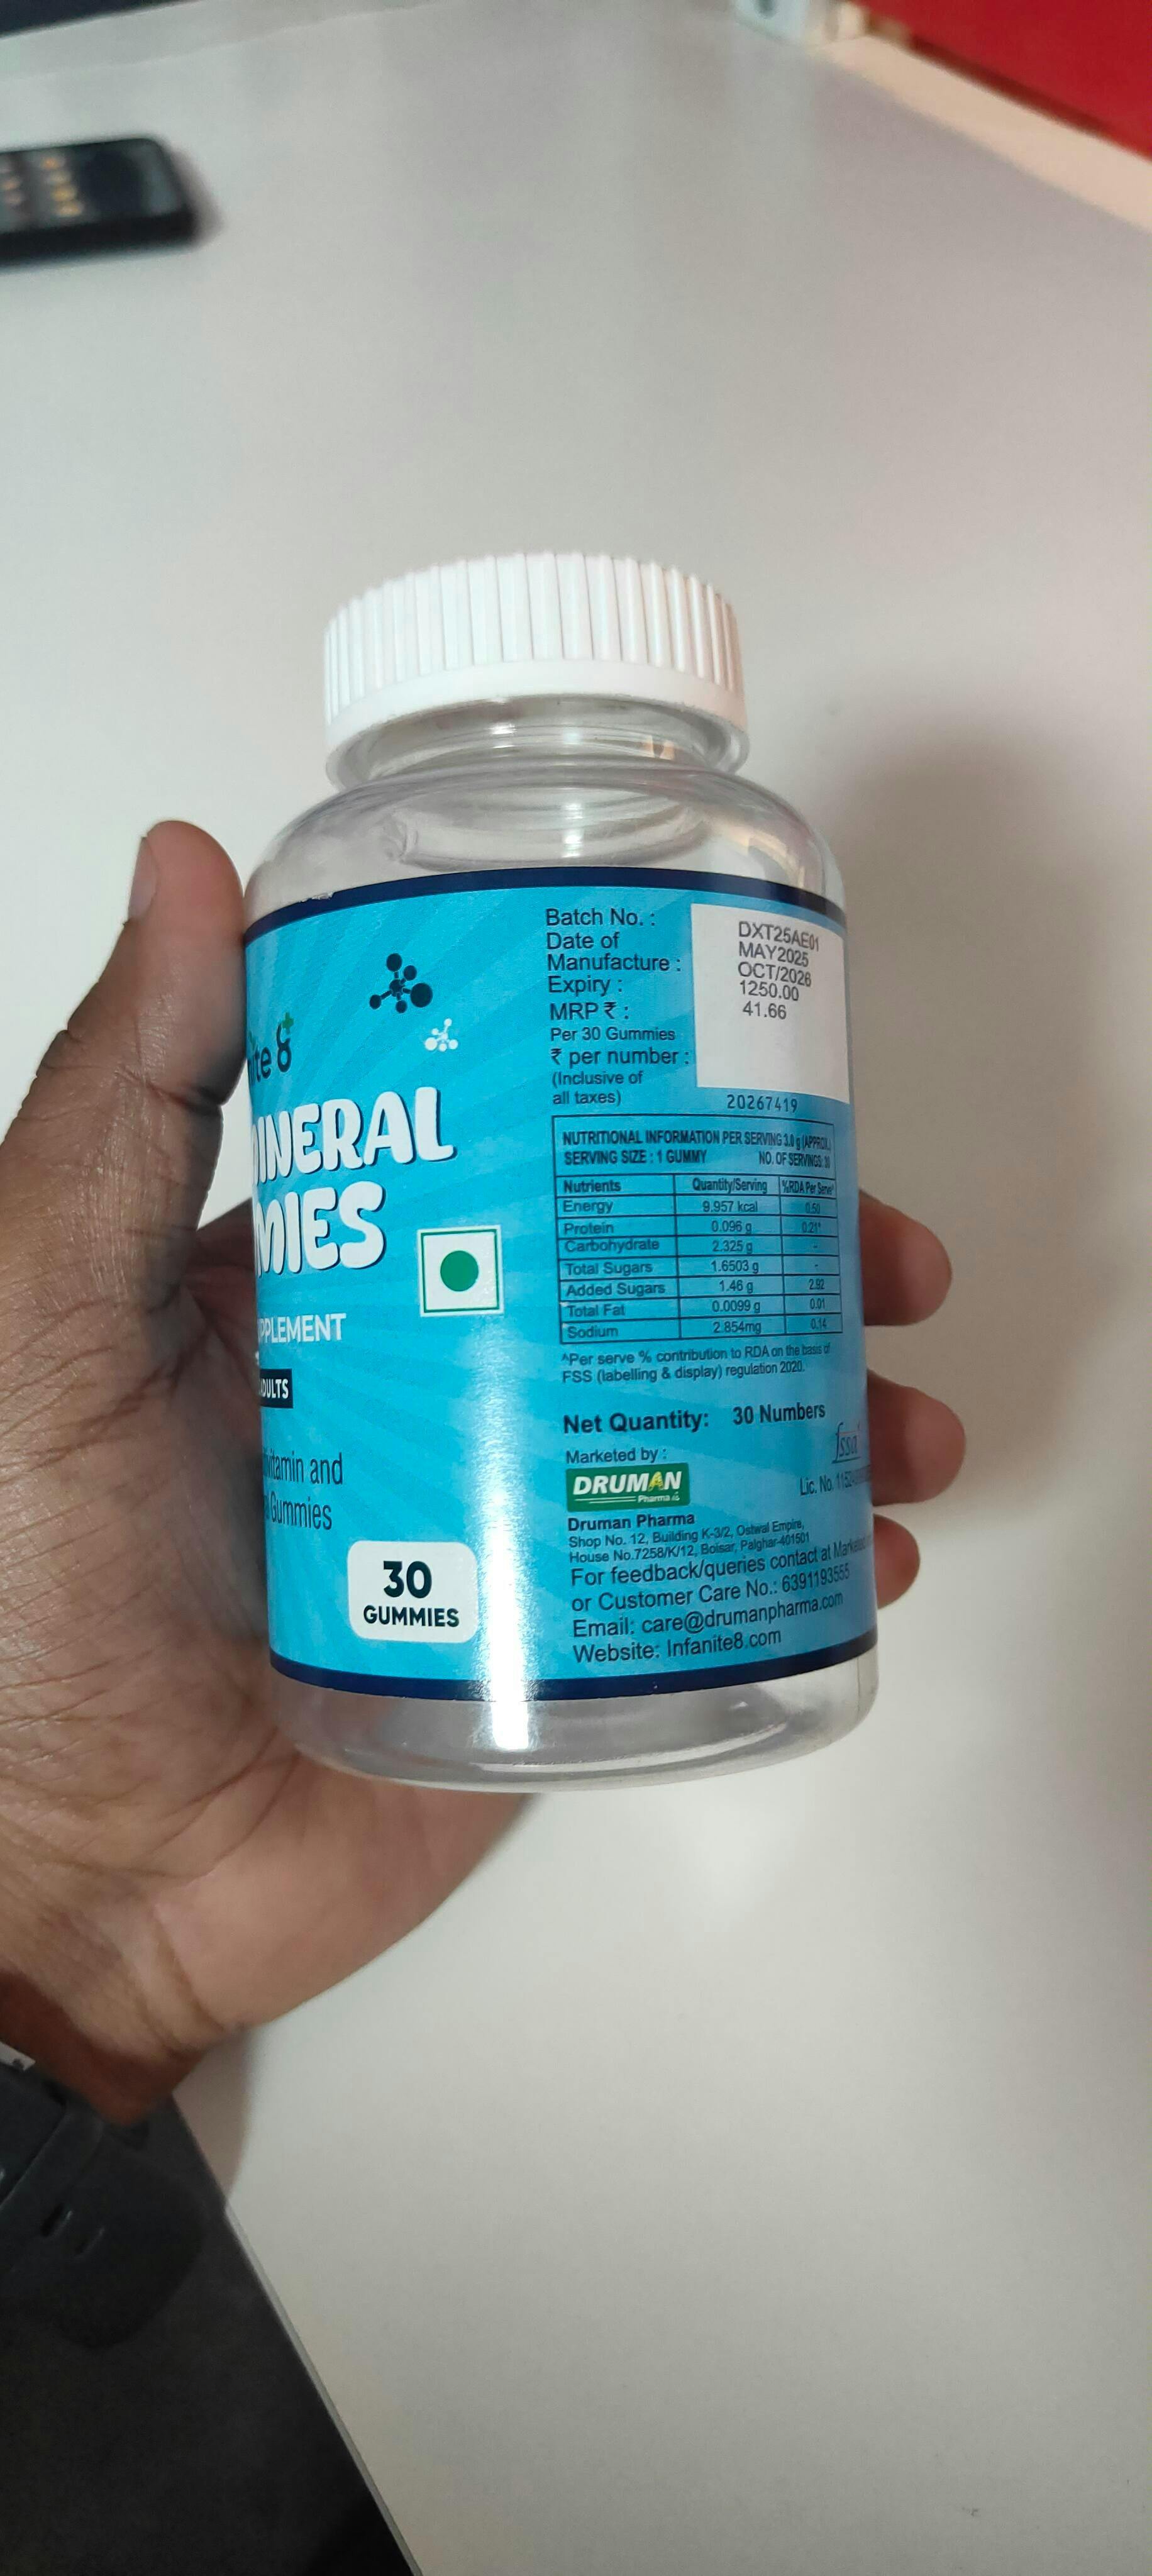 8
MINERAL
MMIES
ADULTS
and
Gummies
30
GUMMIES
Batch No. : DXT25AE01
Date of
Manufacture : MAY2025
Expiry : OCT/2026
MRP ₹ : 1250.00
Per 30 Gummies
₹ per number : 41.66
(Inclusive of
all taxes)
20267419
NUTRITIONAL INFORMATION PER SERVING 3.0 g (APPROX.)
SERVING SIZE : 1 GUMMY NO. OF SERVINGS: 30
Nutrients Quantity/Serving %RDA Per Serve^
Energy 9.957 kcal 0.50
Protein 0.096 g 0.21*
Carbohydrate 2.325 g -
Total Sugars 1.6503 g -
Added Sugars 1.46 g 2.92
Total Fat 0.0099 g 0.01
Sodium 2.854mg 0.14
^Per serve % contribution to RDA on the basis of
FSS (labelling & display) regulation 2020.
Net Quantity: 30 Numbers
fssai
Lic. No.
Marketed by :
DRUMAN
Pharma
Druman Pharma
Shop No. 12, Building K-3/2, Ostwal Empire,
House No.7258/K/12, Boisar, Palghar-401501
For feedback/queries contact at
or Customer Care No.: 6391193555
Email: care@drumanpharma.com
Website: Infanite8.com